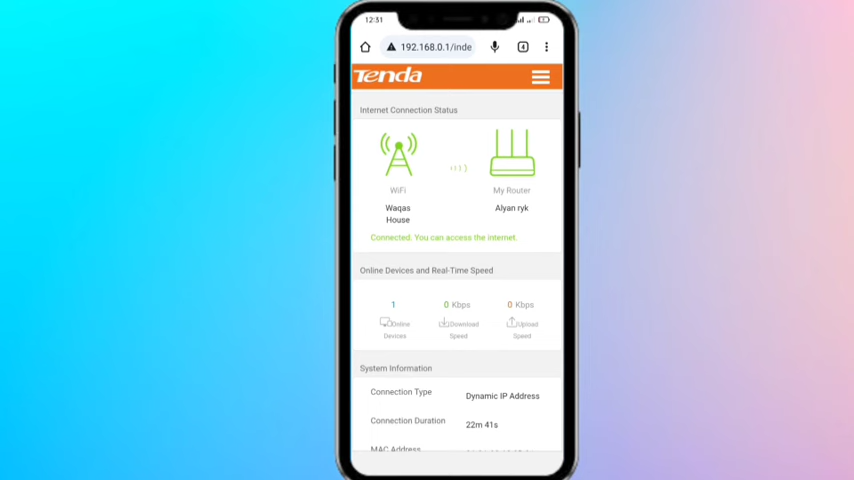 12:31
192.168.0.1/inde
4
Tenda
Internet Connection Status
WiFi
My Router
Waqas
House
Alyan ryk
Connected. You can access the internet.
Online Devices and Real-Time Speed
1
0 Kbps
0 Kbps
Online
Devices
Download
Speed
Upload
Speed
System Information
Connection Type
Dynamic IP Address
Connection Duration
22m 41s
MAC Address